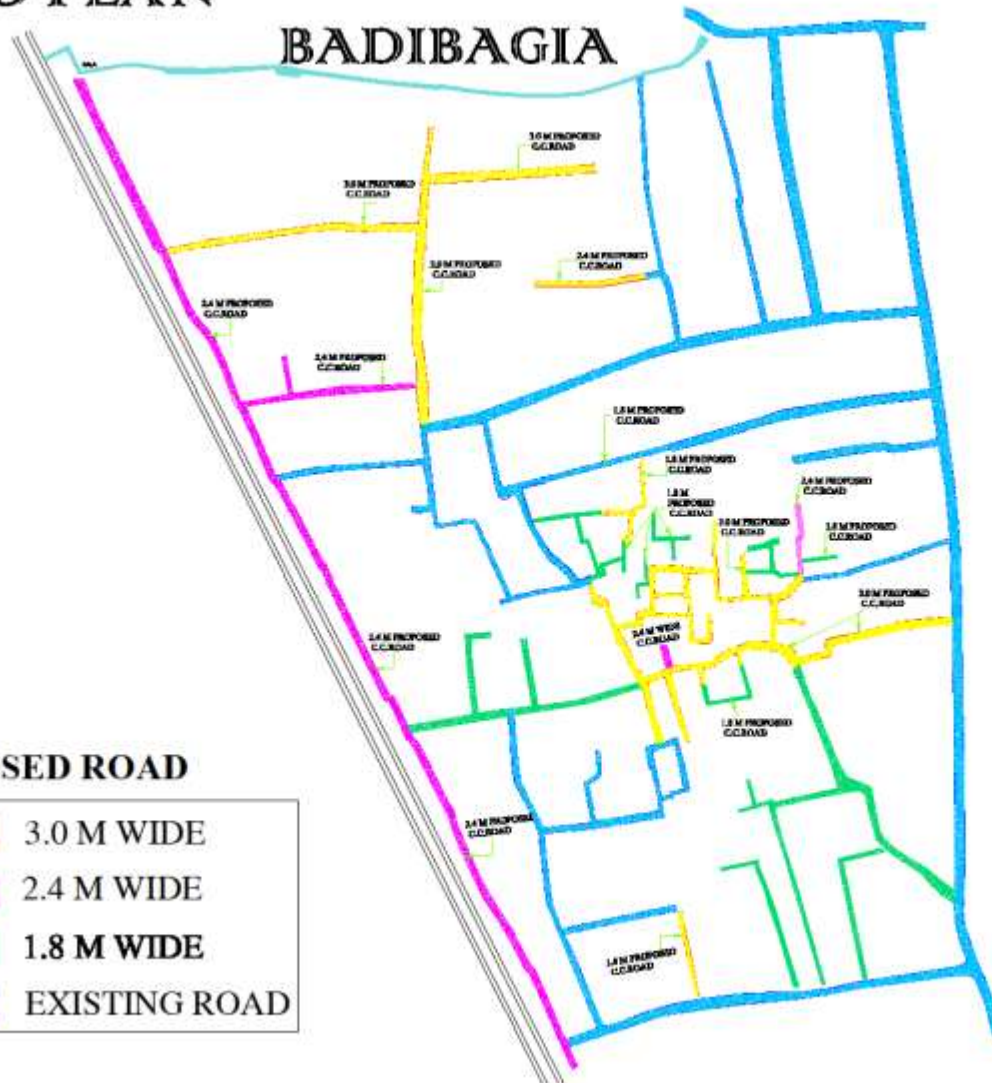 BADIBAGIA
3.0 M PROPOSED
C.C.ROAD
3.0 M PROPOSED
C.C.ROAD
3.0 M PROPOSED
C.C.ROAD
2.4 M PROPOSED
C.C.ROAD
2.4 M PROPOSED
C.C.ROAD
2.4 M PROPOSED
C.C.ROAD
1.8 M PROPOSED
C.C.ROAD
1.8 M PROPOSED
C.C.ROAD
1.8 M
PROPOSED
C.C.ROAD
2.4 M PROPOSED
C.C.ROAD
3.0 M PROPOSED
C.C.ROAD
1.8 M PROPOSED
C.C.ROAD
3.0 M PROPOSED
C.C.ROAD
2.4 M WIDE
C.C.ROAD
2.4 M PROPOSED
C.C.ROAD
1.8 M PROPOSED
C.C.ROAD
2.4 M PROPOSED
C.C.ROAD
1.8 M PROPOSED
C.C.ROAD
SED ROAD
3.0 M WIDE
2.4 M WIDE
1.8 M WIDE
EXISTING ROAD